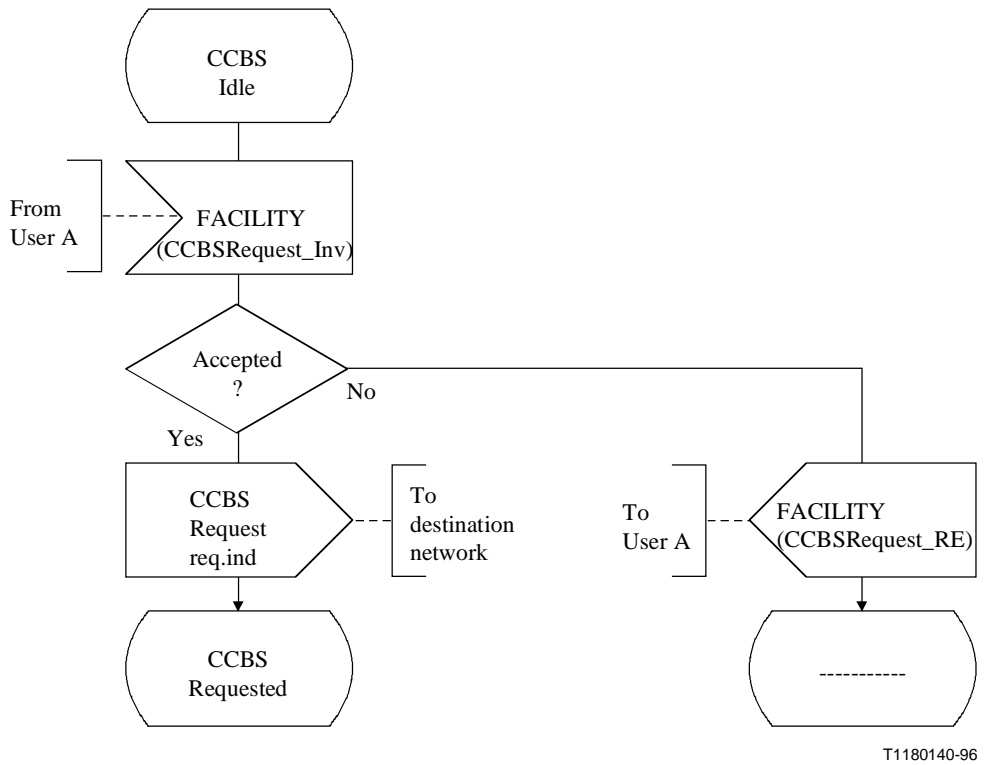 CCBS
Idle
From
User A
FACILITY
(CCBSRequest_Inv)
Accepted
?
No
Yes
CCBS
Request
req.ind
To
destination
network
To
User A
FACILITY
(CCBSRequest_RE)
CCBS
Requested
-----------
T1180140-96